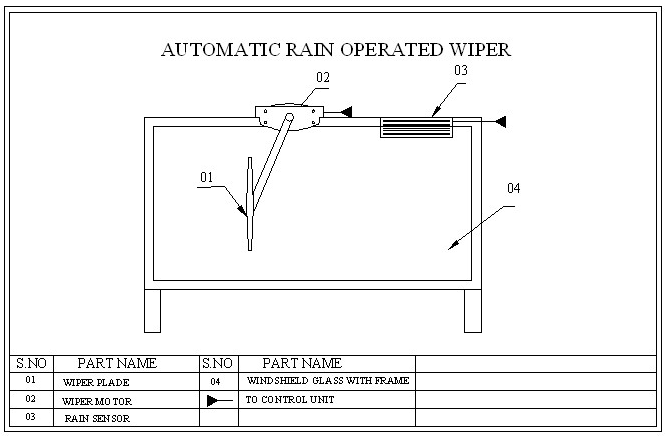 AUTOMATIC RAIN OPERATED WIPER
02
03
01
04
S.NO PART NAME S.NO PART NAME
01 WIPER PLADE 04 WINDSHIELD GLASS WITH FRAME
02 WIPER MOTOR TO CONTROL UNIT
03 RAIN SENSOR